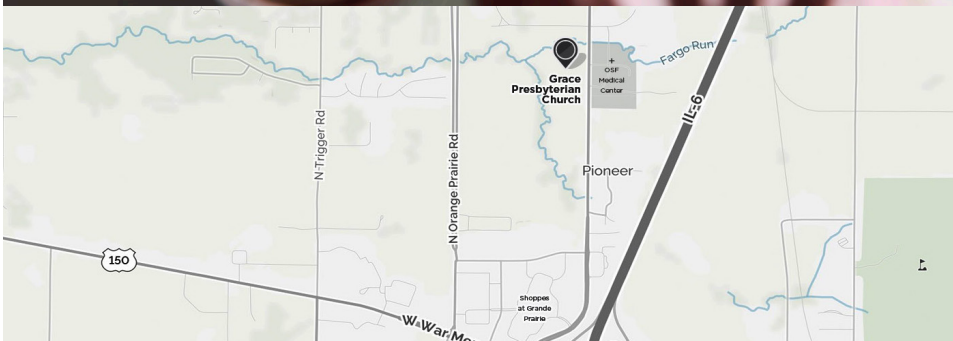 Fargo Run
OSF
Medical
Center
Grace
Presbyterian
Church
IL-6
N Trigger Rd
N Orange Prairie Rd
Pioneer
150
Shoppes
at Grande
Prairie
W War